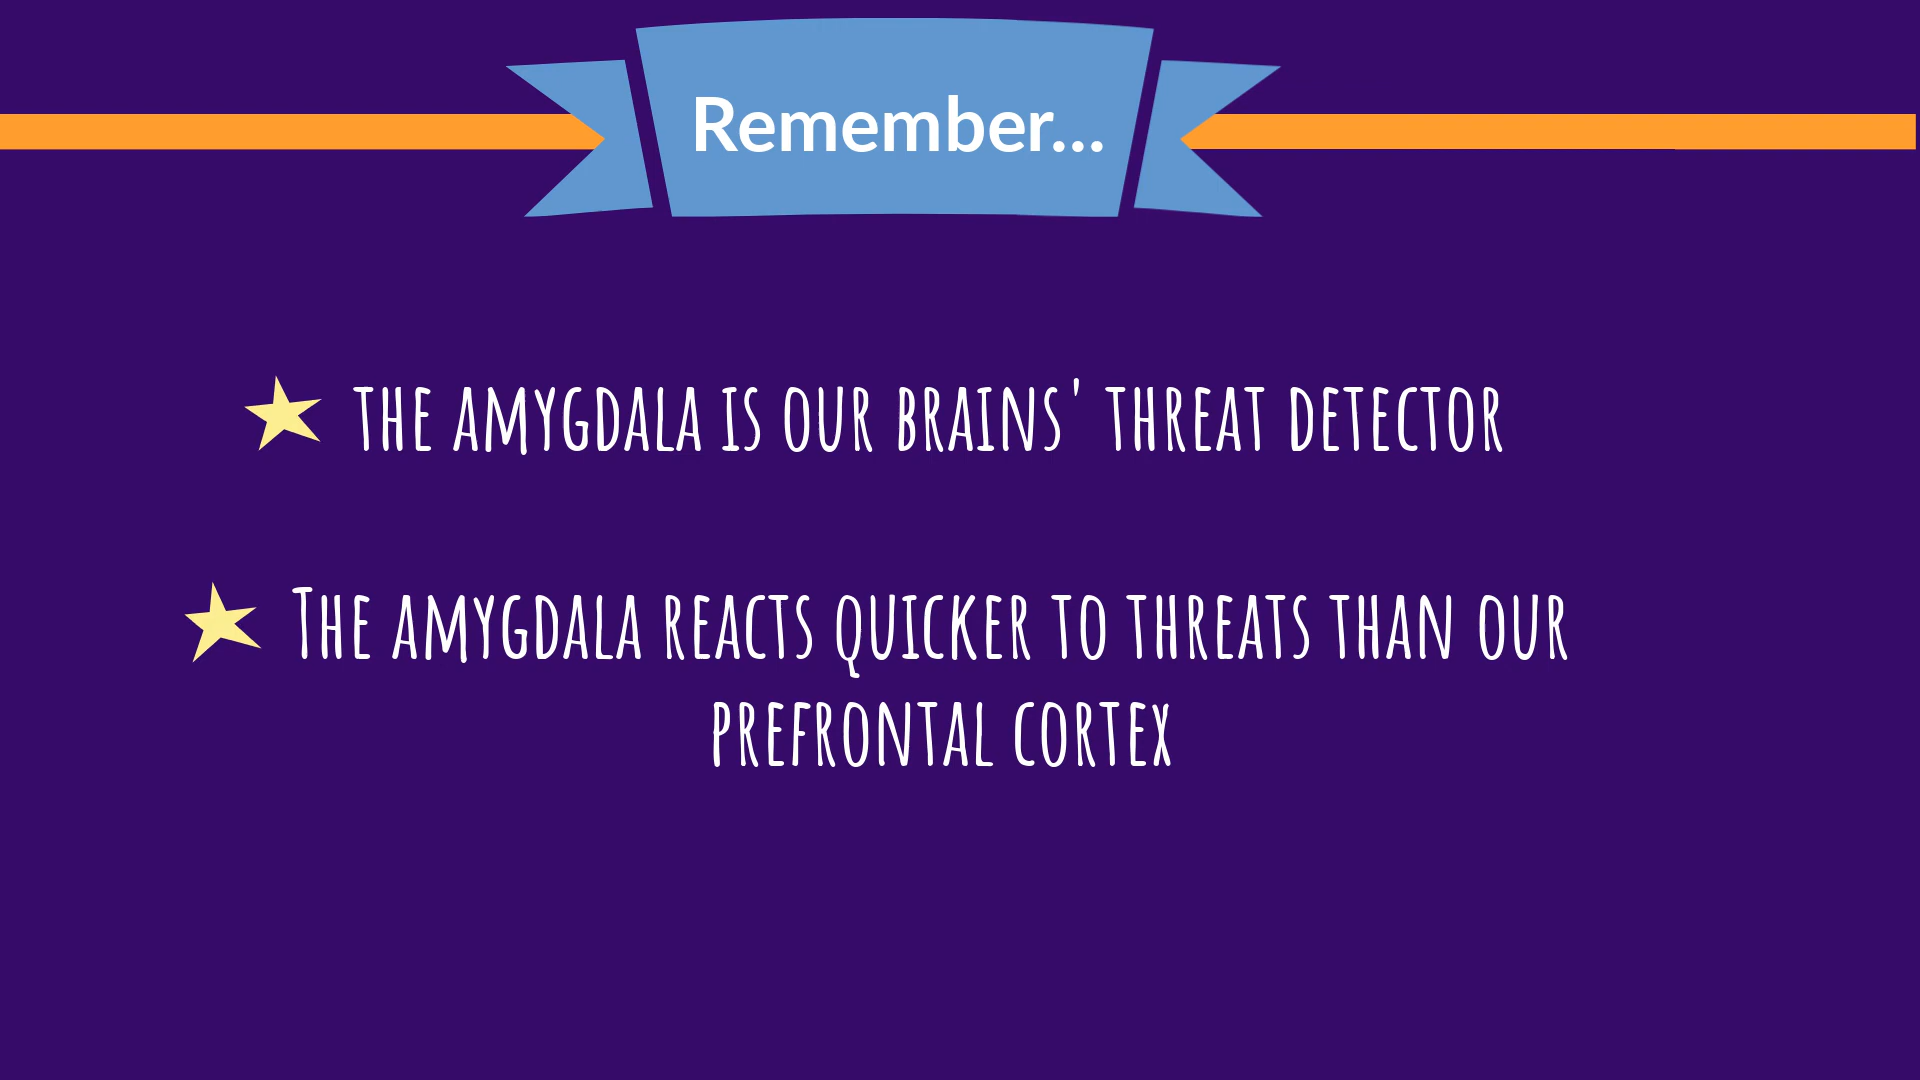 Remember...
THE AMYGDALA IS OUR BRAINS' THREAT DETECTOR
THE AMYGDALA REACTS QUICKER TO THREATS THAN OUR
PREFRONTAL CORTEX